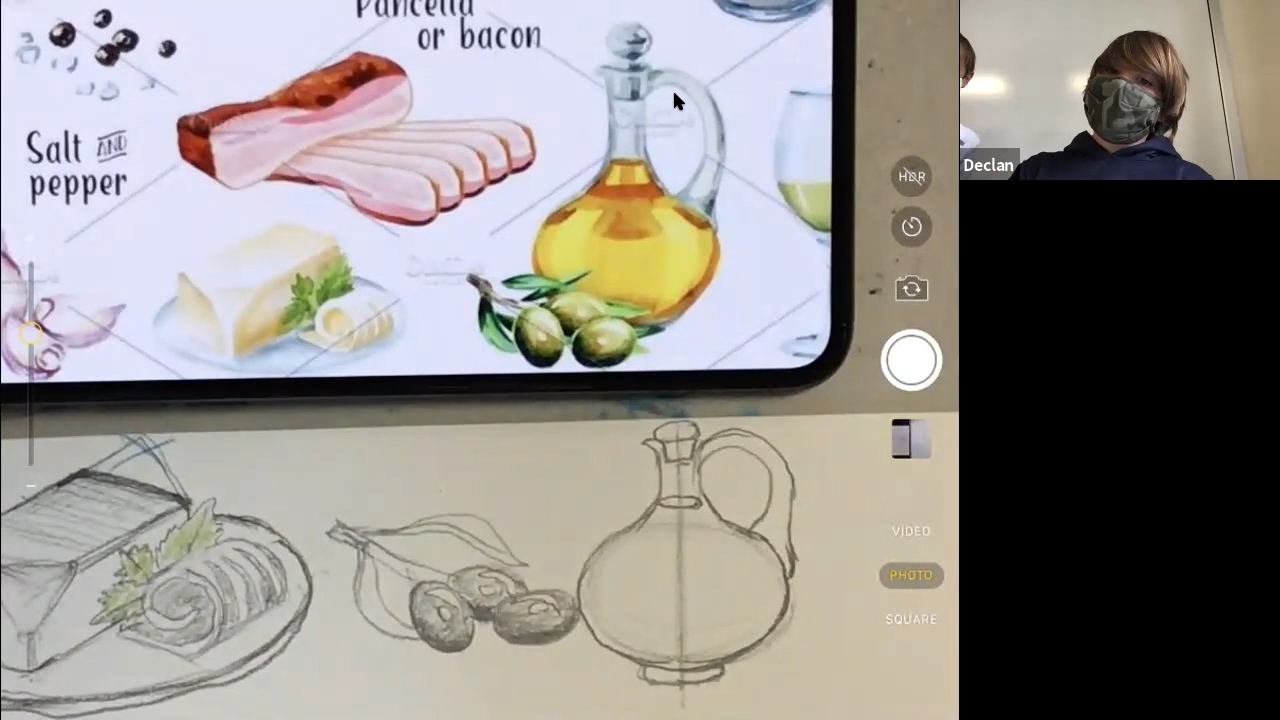 Pancetta
or bacon
Salt AND
pepper
HDR
Declan
VIDEO
PHOTO
SQUARE